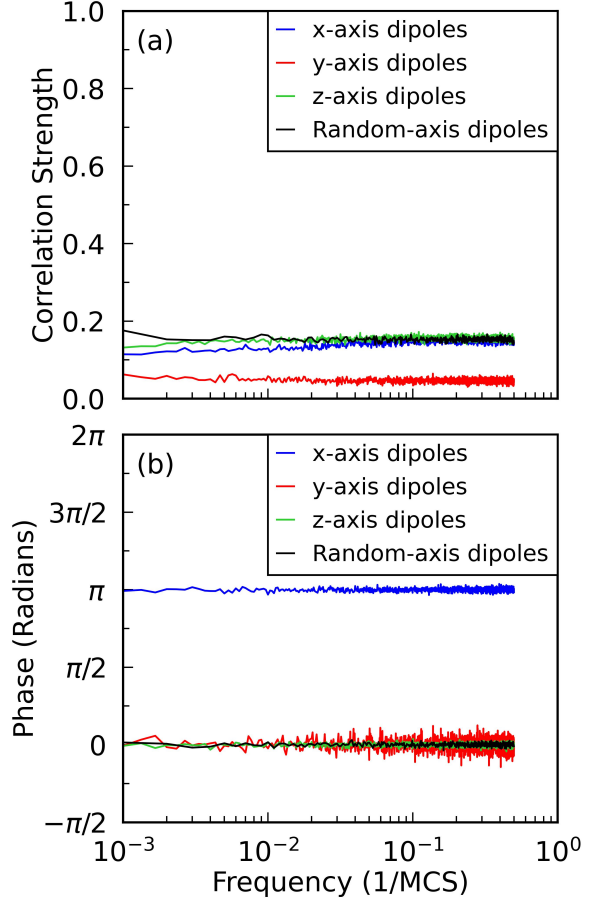 (a)
x-axis dipoles
y-axis dipoles
z-axis dipoles
Random-axis dipoles
Correlation Strength
1.0
0.8
0.6
0.4
0.2
0.0
(b)
x-axis dipoles
y-axis dipoles
z-axis dipoles
Random-axis dipoles
Phase (Radians)
2π
3π/2
π
π/2
0
−π/2
10⁻³ 10⁻² 10⁻¹ 10⁰
Frequency (1/MCS)